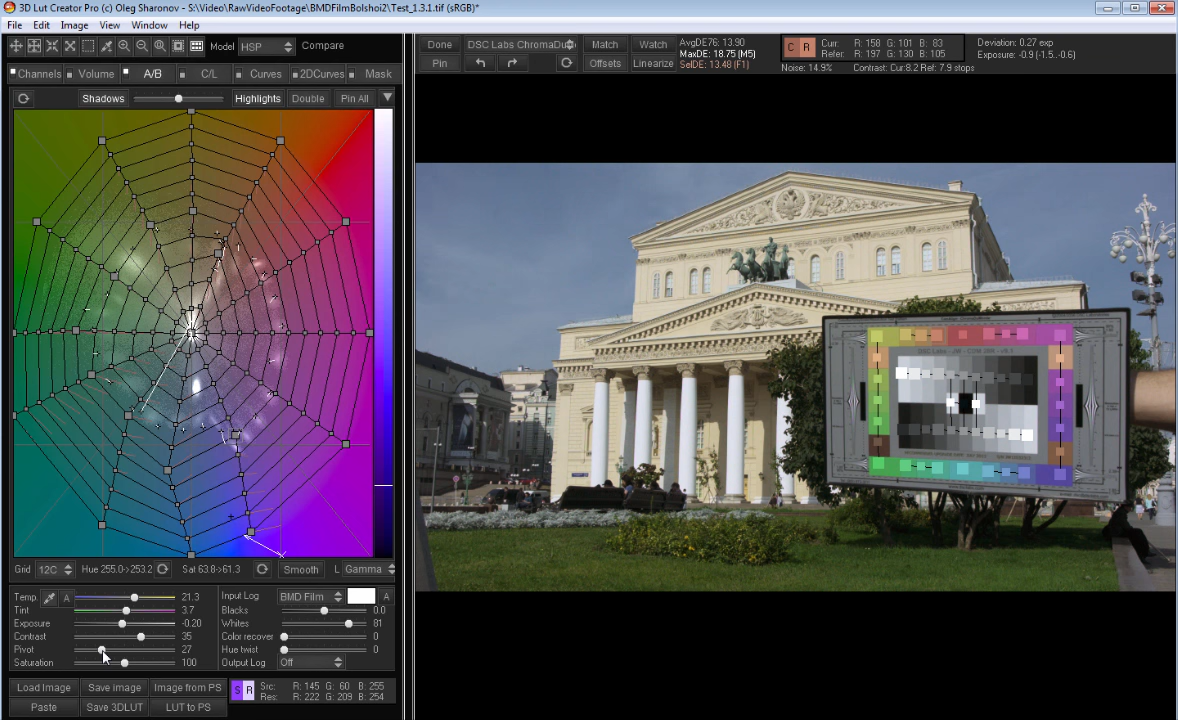 3D Lut Creator Pro (c) Oleg Sharonov - S:\Video\RawVideoFootage\BMDFilmBolshoi2\Test_1.3.1.tif (sRGB)*
File Edit Image View Window Help
Model HSP Compare
Channels Volume A/B C/L Curves 2DCurves Mask
Shadows Highlights Double Pin All
Grid 12C Hue 255.0->253.2 Sat 63.8->61.3 Smooth L Gamma
Temp. A 21.3
Tint 3.7
Exposure -0.20
Contrast 35
Pivot 27
Saturation 100
Input Log BMD Film A
Blacks 0.0
Whites 81
Color recover 0
Hue twist 0
Output Log Off
Load Image Save image Image from PS
Paste Save 3DLUT LUT to PS
S R Src: R: 145 G: 60 B: 255
Res: R: 222 G: 209 B: 254
Done DSC Labs ChromaDu Match Watch
Pin Offsets Linearize
AvgDE76: 13.90
MaxDE: 18.75 (M5)
SelDE: 13.48 (F1)
C R Curr: R: 158 G: 101 B: 83
Refer: R: 197 G: 130 B: 105
Noise: 14.9% Contrast: Cur:8.2 Ref: 7.9 stops
Deviation: 0.27 exp
Exposure: -0.9 (-1.5..-0.6)